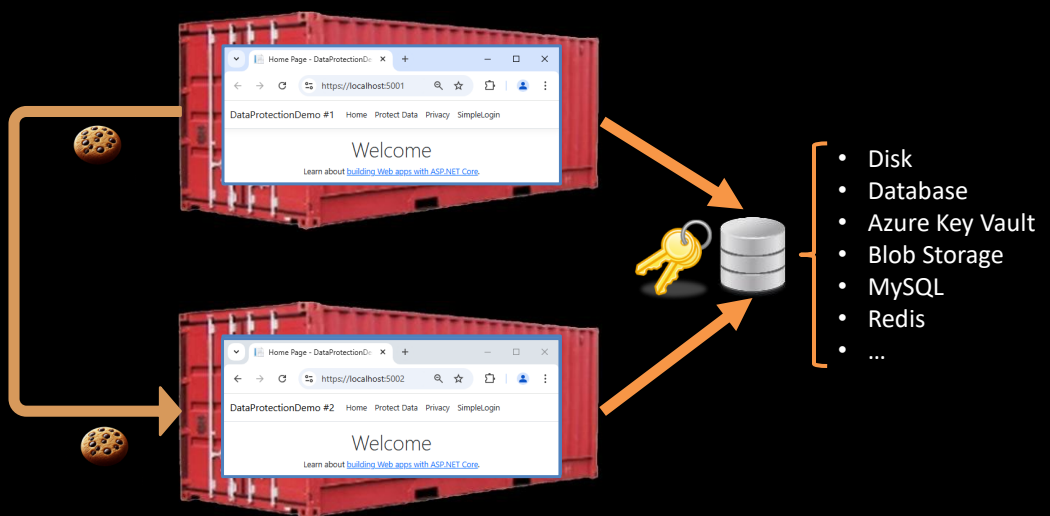 Home Page - DataProtectionDe
https://localhost:5001
DataProtectionDemo #1 Home Protect Data Privacy SimpleLogin
Welcome
Learn about building Web apps with ASP.NET Core.
Home Page - DataProtectionDe
https://localhost:5002
DataProtectionDemo #2 Home Protect Data Privacy SimpleLogin
Welcome
Learn about building Web apps with ASP.NET Core.
• Disk
• Database
• Azure Key Vault
• Blob Storage
• MySQL
• Redis
• ...